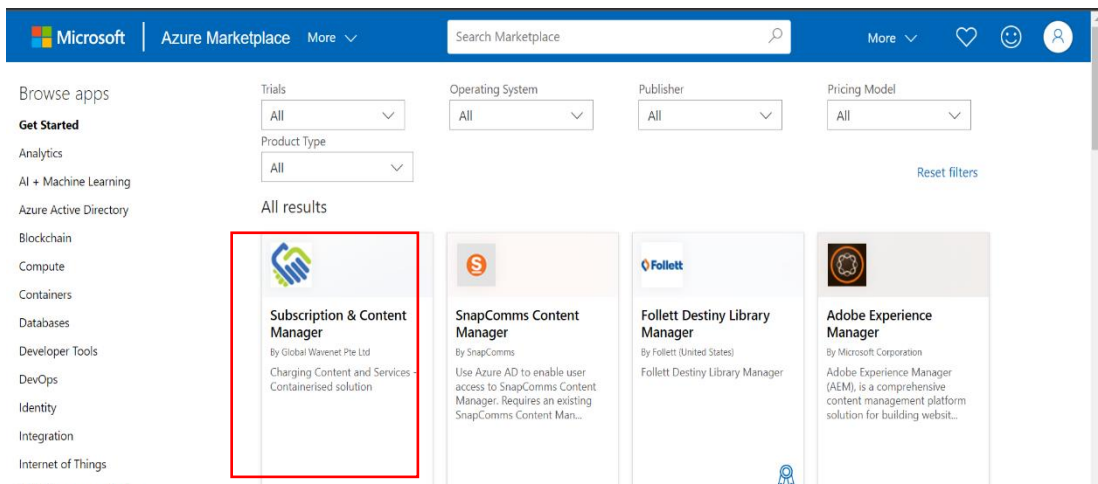 Microsoft
Azure Marketplace
More
Search Marketplace
More
Browse apps
Get Started
Analytics
AI + Machine Learning
Azure Active Directory
Blockchain
Compute
Containers
Databases
Developer Tools
DevOps
Identity
Integration
Internet of Things
Trials
All
Operating System
All
Publisher
All
Pricing Model
All
Product Type
All
Reset filters
All results
Subscription & Content
Manager
By Global Wavenet Pte Ltd
Charging Content and Services -
Containerised solution
S
SnapComms Content
Manager
By SnapComms
Use Azure AD to enable user
access to SnapComms Content
Manager. Requires an existing
SnapComms Content Man...
Follett
Follett Destiny Library
Manager
By Follett (United States)
Follett Destiny Library Manager
Adobe Experience
Manager
By Microsoft Corporation
Adobe Experience Manager
(AEM), is a comprehensive
content management platform
solution for building websit...